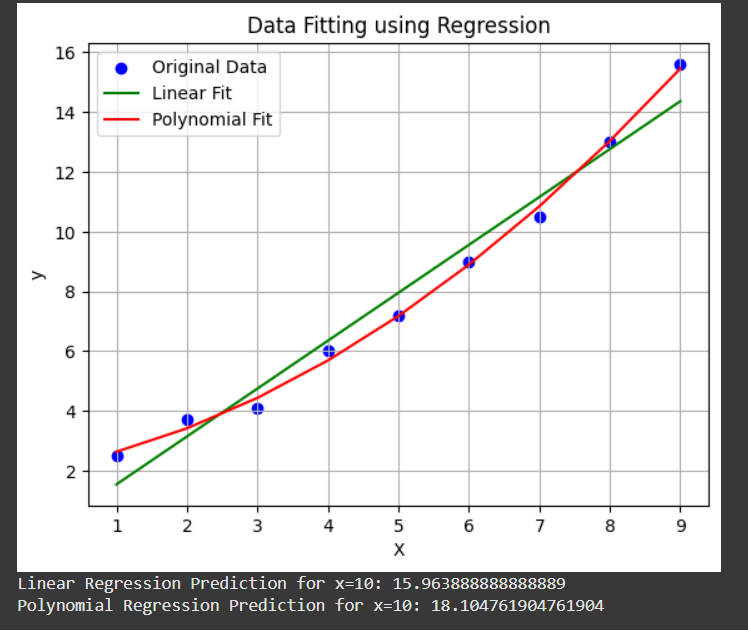 Data Fitting using Regression
Original Data
Linear Fit
Polynomial Fit
16
14
12
10
8
6
4
2
y
1 2 3 4 5 6 7 8 9
X
Linear Regression Prediction for x=10: 15.963888888888889
Polynomial Regression Prediction for x=10: 18.104761904761904